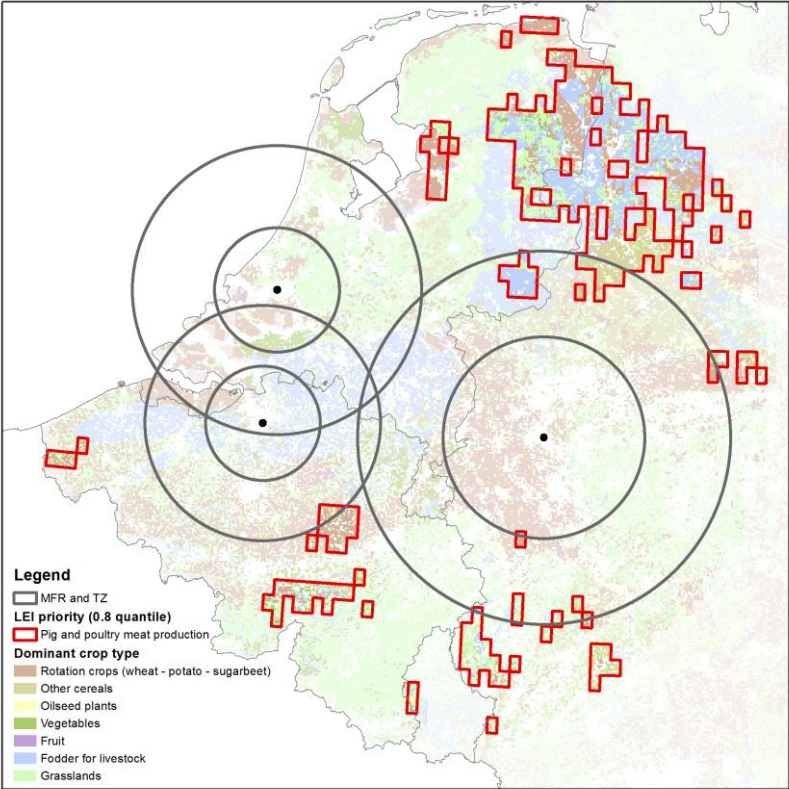 Legend
MFR and TZ
LEI priority (0.8 quantile)
Pig and poultry meat production
Dominant crop type
Rotation crops (wheat - potato - sugarbeet)
Other cereals
Oilseed plants
Vegetables
Fruit
Fodder for livestock
Grasslands